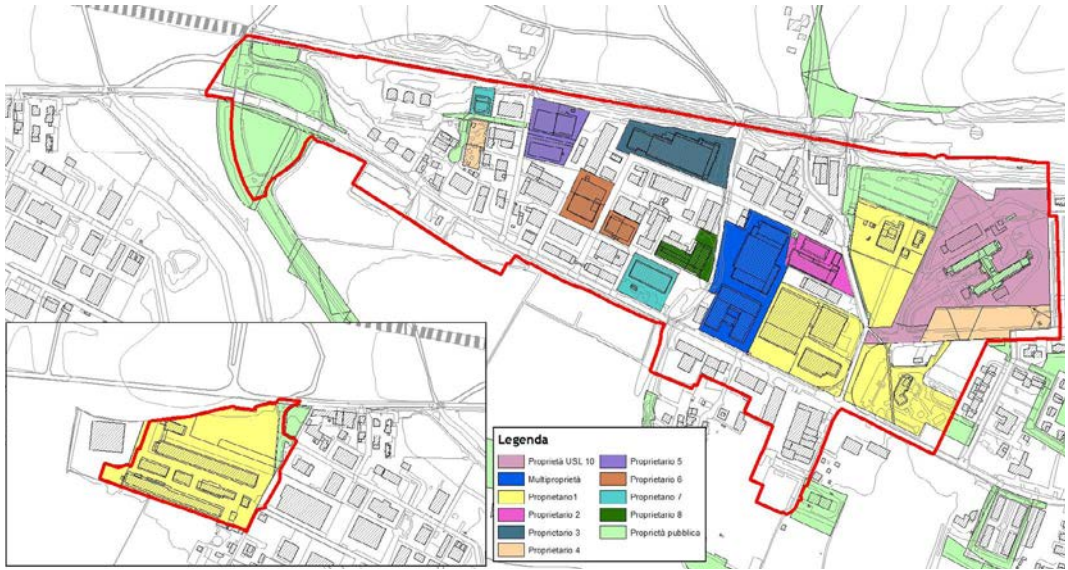 Legenda
Proprietà USL 10
Multiproprietà
Proprietario1
Proprietario 2
Proprietario 3
Proprietario 4
Proprietario 5
Proprietario 6
Proprietario 7
Proprietario 8
Proprietà pubblica